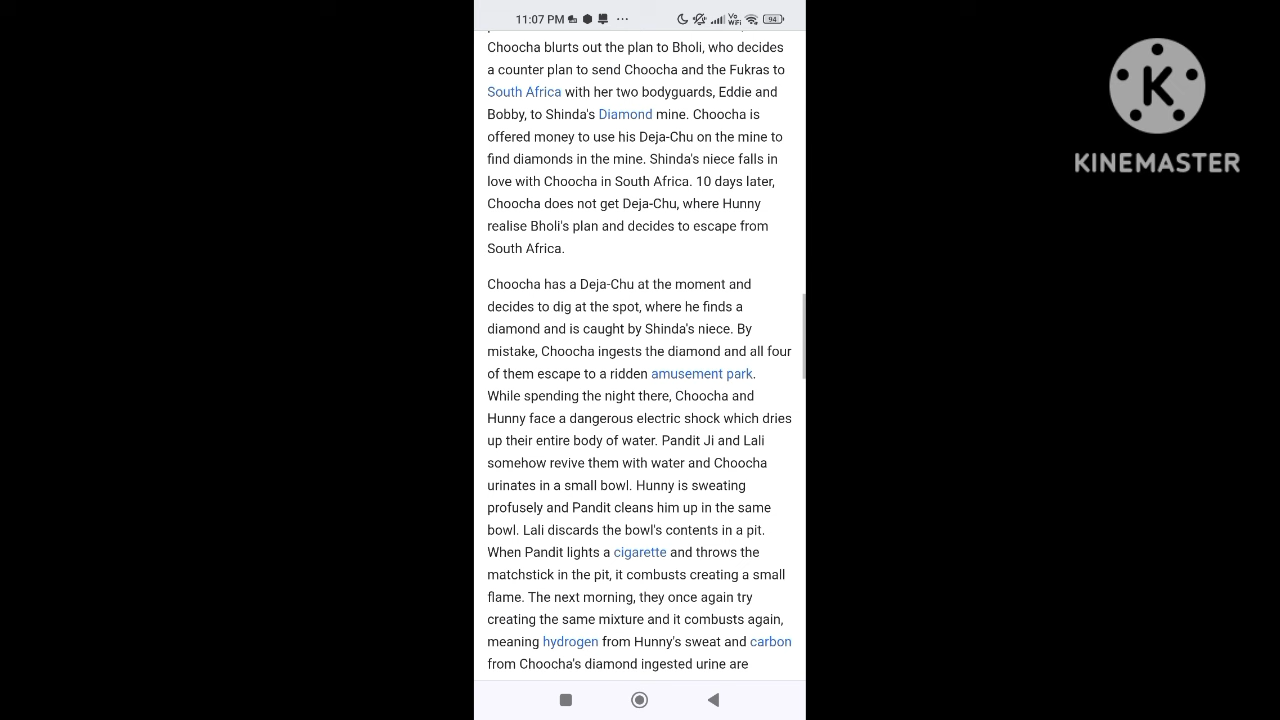 11:07 PM
Vo
WiFi
94
Choocha blurts out the plan to Bholi, who decides
a counter plan to send Choocha and the Fukras to
South Africa with her two bodyguards, Eddie and
Bobby, to Shinda's Diamond mine. Choocha is
offered money to use his Deja-Chu on the mine to
find diamonds in the mine. Shinda's niece falls in
love with Choocha in South Africa. 10 days later,
Choocha does not get Deja-Chu, where Hunny
realise Bholi's plan and decides to escape from
South Africa.
Choocha has a Deja-Chu at the moment and
decides to dig at the spot, where he finds a
diamond and is caught by Shinda's niece. By
mistake, Choocha ingests the diamond and all four
of them escape to a ridden amusement park.
While spending the night there, Choocha and
Hunny face a dangerous electric shock which dries
up their entire body of water. Pandit Ji and Lali
somehow revive them with water and Choocha
urinates in a small bowl. Hunny is sweating
profusely and Pandit cleans him up in the same
bowl. Lali discards the bowl's contents in a pit.
When Pandit lights a cigarette and throws the
matchstick in the pit, it combusts creating a small
flame. The next morning, they once again try
creating the same mixture and it combusts again,
meaning hydrogen from Hunny's sweat and carbon
from Choocha's diamond ingested urine are
K
KINEMASTER